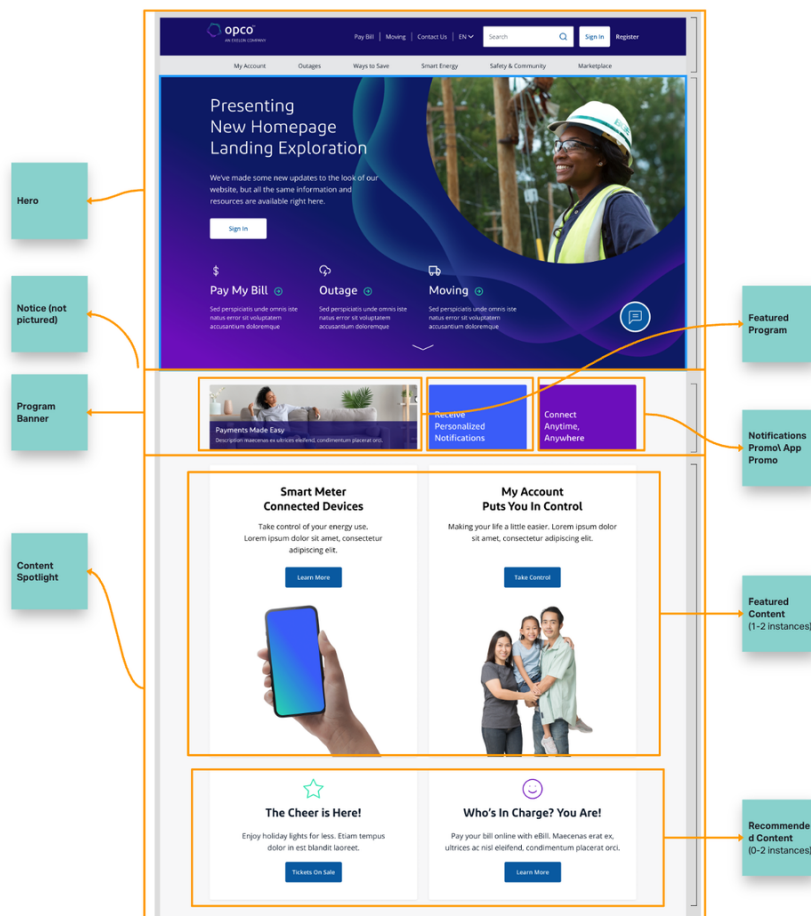 opco™
AN EXELON COMPANY
Pay Bill | Moving | Contact Us | EN
Search
Sign In
Register
My Account
Outages
Ways to Save
Smart Energy
Safety & Community
Marketplace
Presenting
New Homepage
Landing Exploration
We've made some new updates to the look of our
website, but all the same information and
resources are available right here.
Sign in
$
Pay My Bill
Sed perspiciatis unde omnis iste
natus error sit voluptatem
accusantium doloremque
Outage
Sed perspiciatis unde omnis iste
natus error sit voluptatem
accusantium doloremque
Moving
Sed perspiciatis unde omnis iste
natus error sit voluptatem
accusantium doloremque
Hero
Notice (not
pictured)
Program
Banner
Content
Spotlight
Payments Made Easy
Description maecenas ex ultrices eleifend, condimentum placerat orci.
Receive
Personalized
Notifications
Connect
Anytime,
Anywhere
Featured
Program
Notifications
Promo\ App
Promo
Smart Meter
Connected Devices
Take control of your energy use.
Lorem ipsum dolor sit amet, consectetur
adipiscing elit.
Learn More
My Account
Puts You In Control
Making your life a little easier. Lorem ipsum dolor
sit amet, consectetur adipiscing elit.
Take Control
Featured
Content
(1-2 instances)
The Cheer is Here!
Enjoy holiday lights for less. Etiam tempus
dolor in est blandit laoreet.
Tickets On Sale
Who's In Charge? You Are!
Pay your bill online with eBill. Maecenas erat ex,
ultrices ac nisl eleifend, condimentum placerat orci.
Learn More
Recommende
d Content
(0-2 instances)